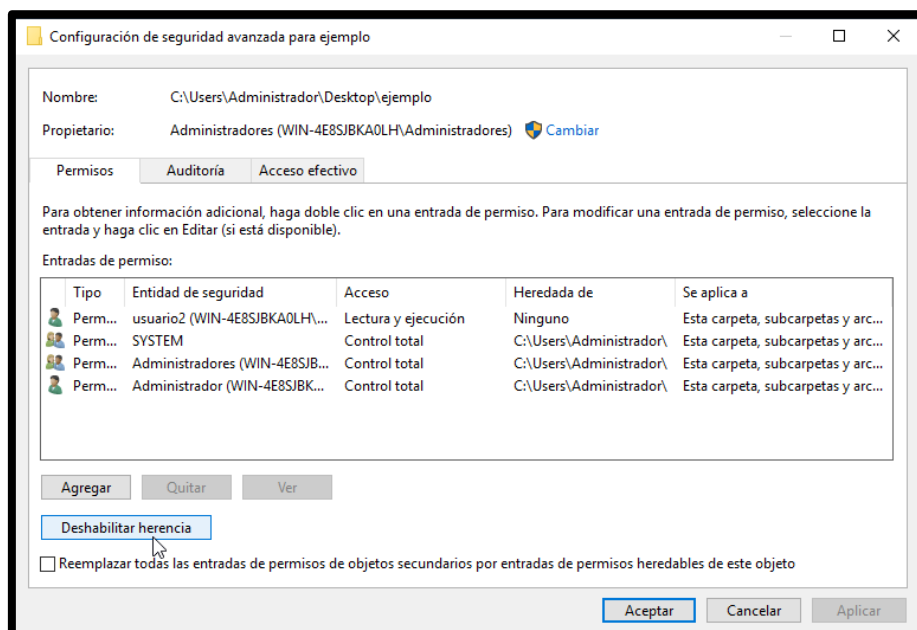 Configuración de seguridad avanzada para ejemplo
Nombre: C:\Users\Administrador\Desktop\ejemplo
Propietario: Administradores (WIN-4E8SJBKA0LH\Administradores) Cambiar
Permisos Auditoría Acceso efectivo
Para obtener información adicional, haga doble clic en una entrada de permiso. Para modificar una entrada de permiso, seleccione la
entrada y haga clic en Editar (si está disponible).
Entradas de permiso:
Tipo Entidad de seguridad Acceso Heredada de Se aplica a
Perm... usuario2 (WIN-4E8SJBKA0LH\... Lectura y ejecución Ninguno Esta carpeta, subcarpetas y arc...
Perm... SYSTEM Control total C:\Users\Administrador\ Esta carpeta, subcarpetas y arc...
Perm... Administradores (WIN-4E8SJB... Control total C:\Users\Administrador\ Esta carpeta, subcarpetas y arc...
Perm... Administrador (WIN-4E8SJBK... Control total C:\Users\Administrador\ Esta carpeta, subcarpetas y arc...
Agregar Quitar Ver
Deshabilitar herencia
Reemplazar todas las entradas de permisos de objetos secundarios por entradas de permisos heredables de este objeto
Aceptar Cancelar Aplicar